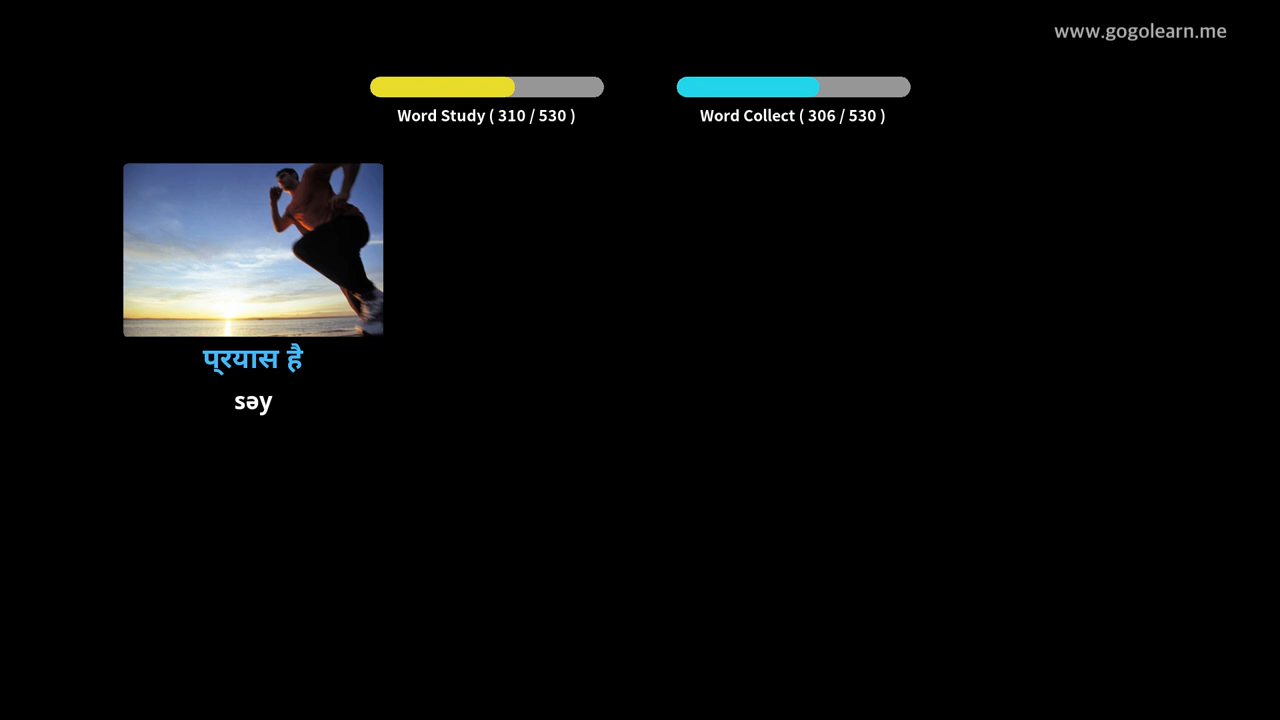 www.gogolearn.me
Word Study ( 310 / 530 )
Word Collect ( 306 / 530 )
प्रयास है
səy